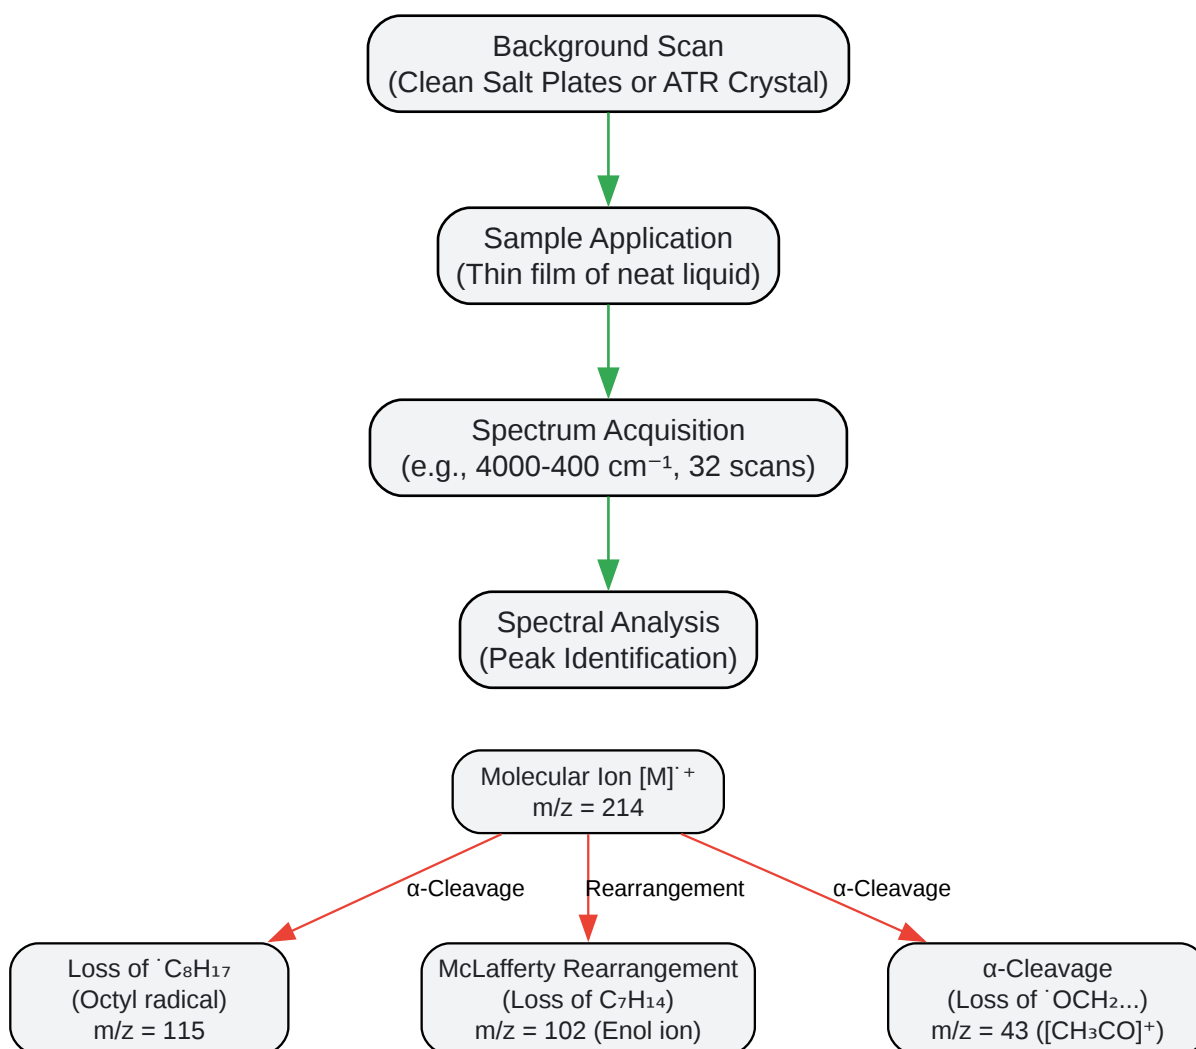 Background Scan
(Clean Salt Plates or ATR Crystal)
Sample Application
(Thin film of neat liquid)
Spectrum Acquisition
(e.g., 4000-400 cm⁻¹, 32 scans)
Spectral Analysis
(Peak Identification)
Molecular Ion [M]˙⁺
m/z = 214
α-Cleavage
Rearrangement
α-Cleavage
Loss of ˙C₈H₁₇
(Octyl radical)
m/z = 115
McLafferty Rearrangement
(Loss of C₇H₁₄)
m/z = 102 (Enol ion)
α-Cleavage
(Loss of ˙OCH₂...)
m/z = 43 ([CH₃CO]⁺)